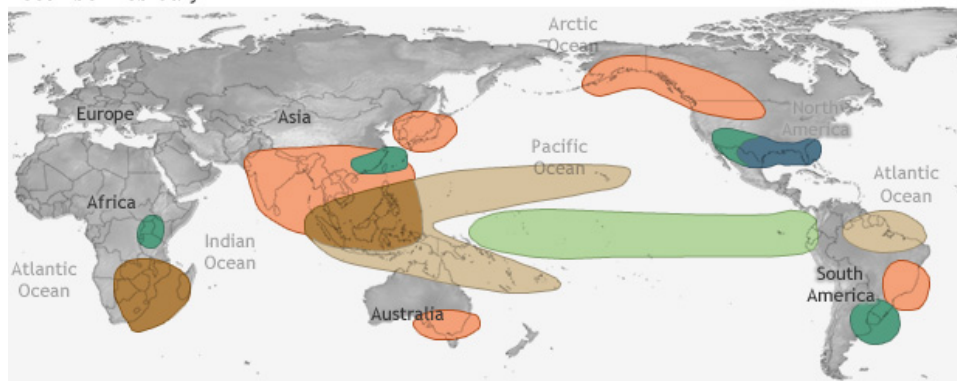 Arctic
Ocean
Europe
Asia
North
America
Pacific
Ocean
Atlantic
Ocean
Africa
Indian
Ocean
Atlantic
Ocean
South
America
Australia